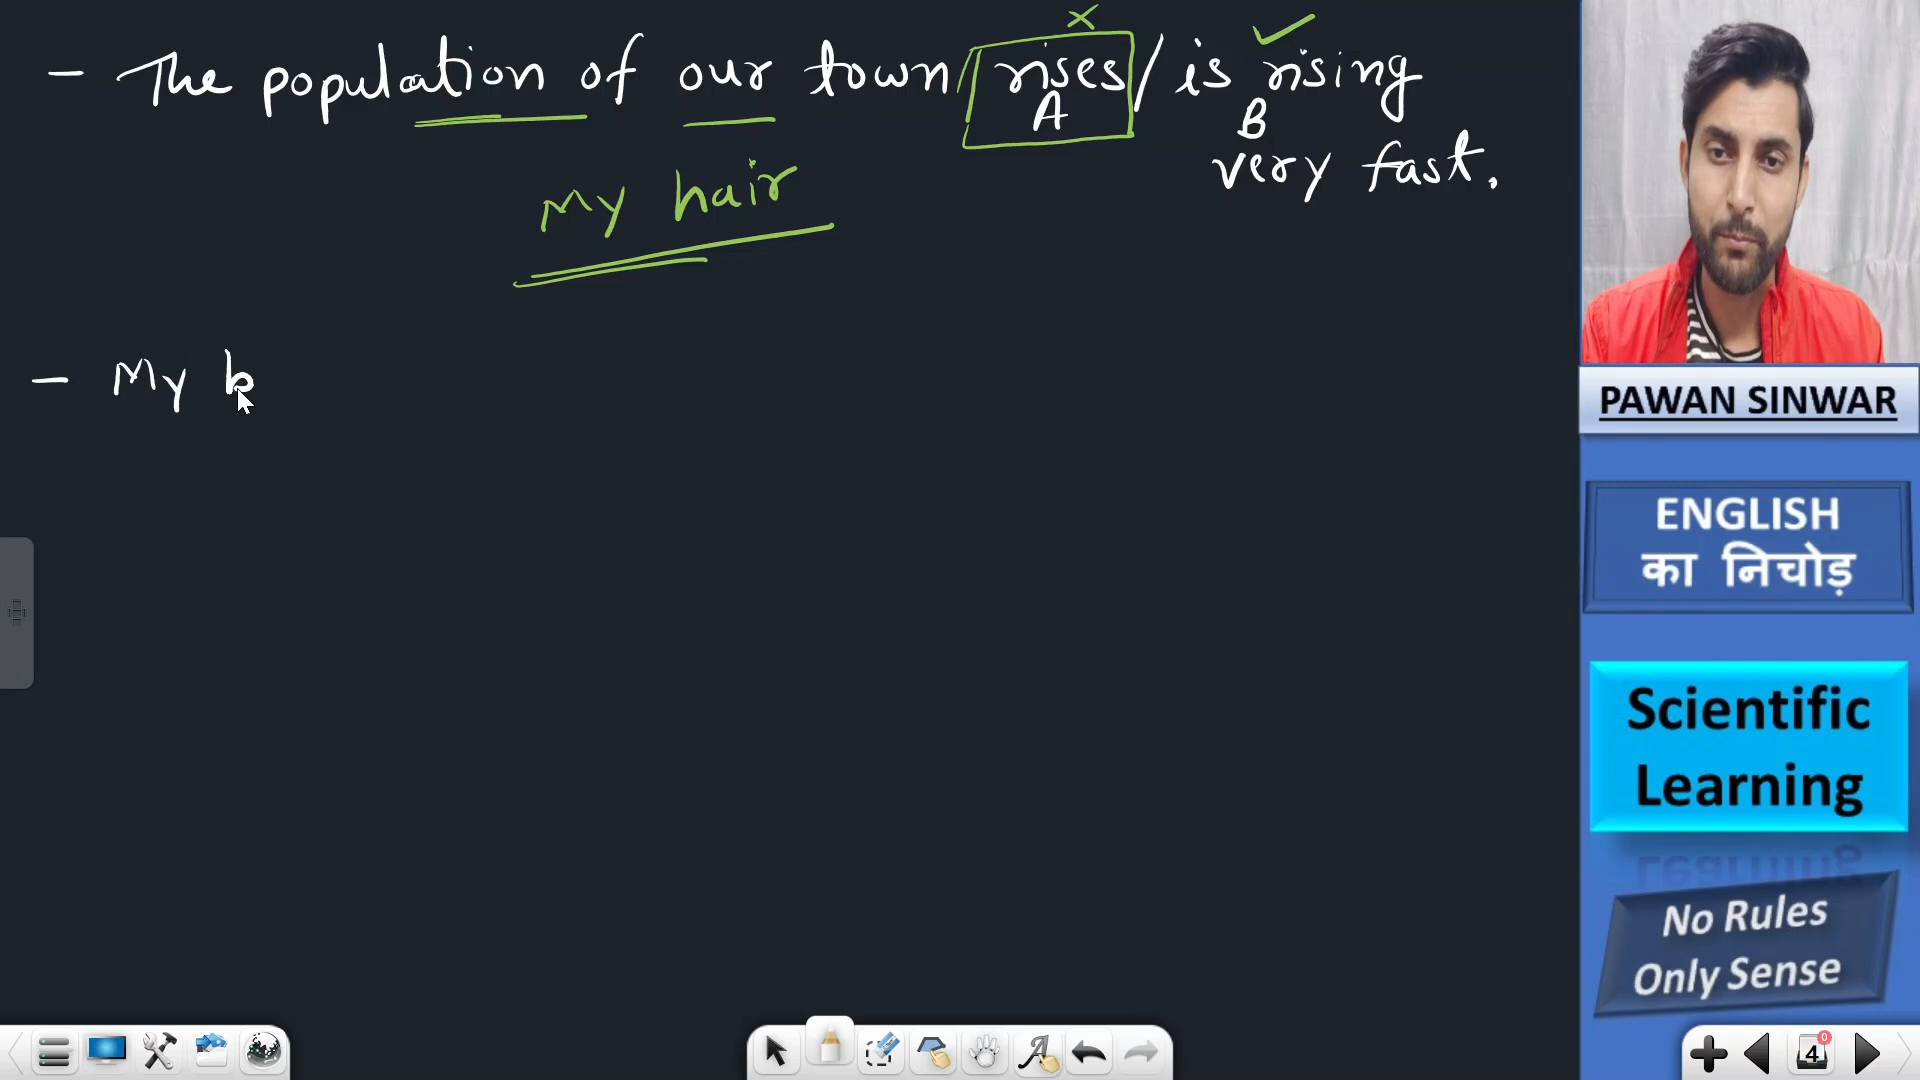 - The population of our town / rises / is rising
x ✓
A B
very fast.
My hair
- My b
PAWAN SINWAR
ENGLISH
का निचोड़
Scientific
Learning
No Rules
Only Sense
4
0